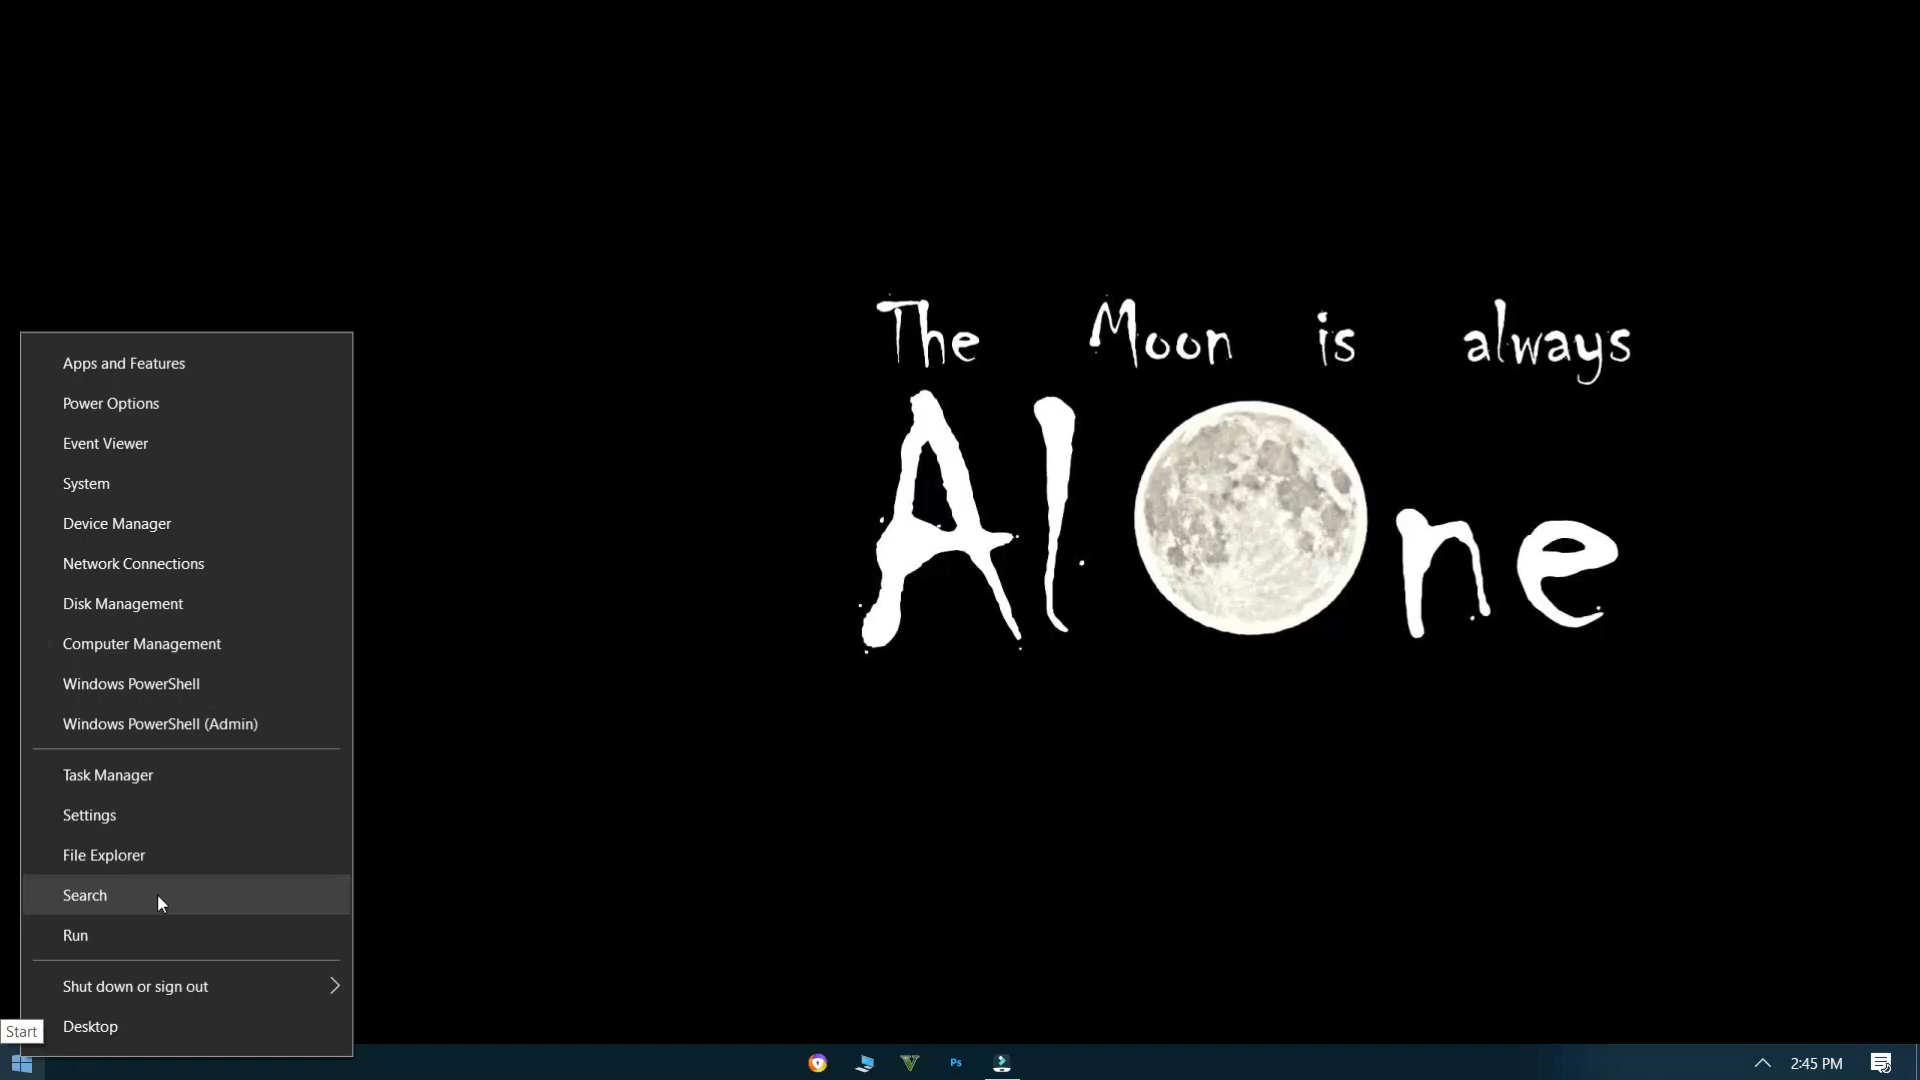 The Moon is always
Alone
Apps and Features
Power Options
Event Viewer
System
Device Manager
Network Connections
Disk Management
Computer Management
Windows PowerShell
Windows PowerShell (Admin)
Task Manager
Settings
File Explorer
Search
Run
Shut down or sign out
Desktop
Start
Ps
2:45 PM